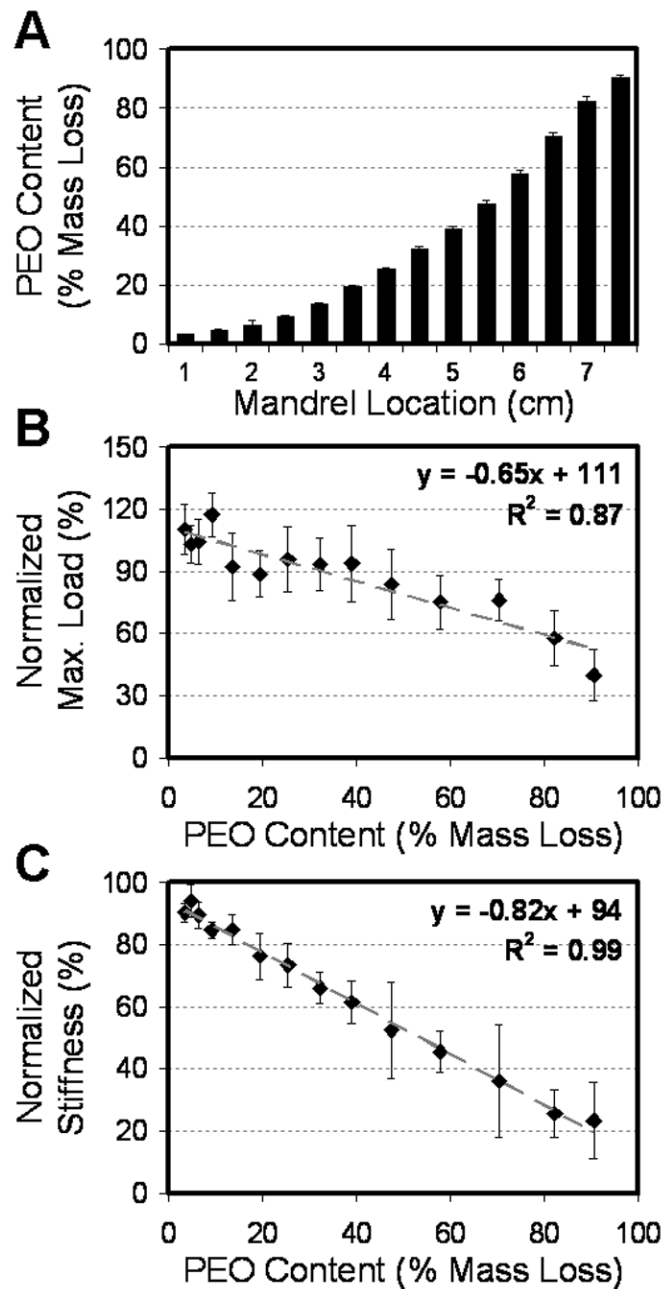 A
PEO Content
(% Mass Loss)
100
80
60
40
20
0
1 2 3 4 5 6 7
Mandrel Location (cm)
B
Normalized
Max. Load (%)
150
120
90
60
30
0
y = -0.65x + 111
R² = 0.87
0 20 40 60 80 100
PEO Content (% Mass Loss)
C
Normalized
Stiffness (%)
100
80
60
40
20
0
y = -0.82x + 94
R² = 0.99
0 20 40 60 80 100
PEO Content (% Mass Loss)